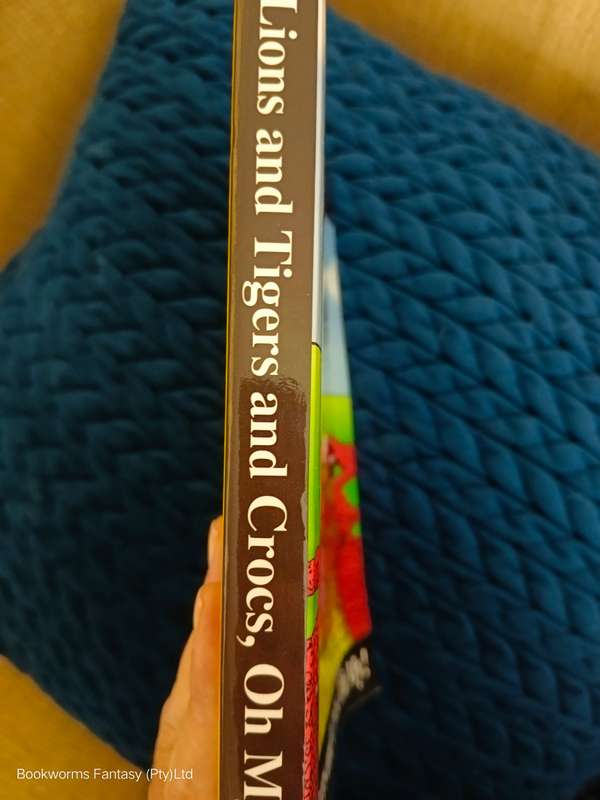 Lions and Tigers and Crocs, Oh M
Bookworms Fantasy (Pty)Ltd